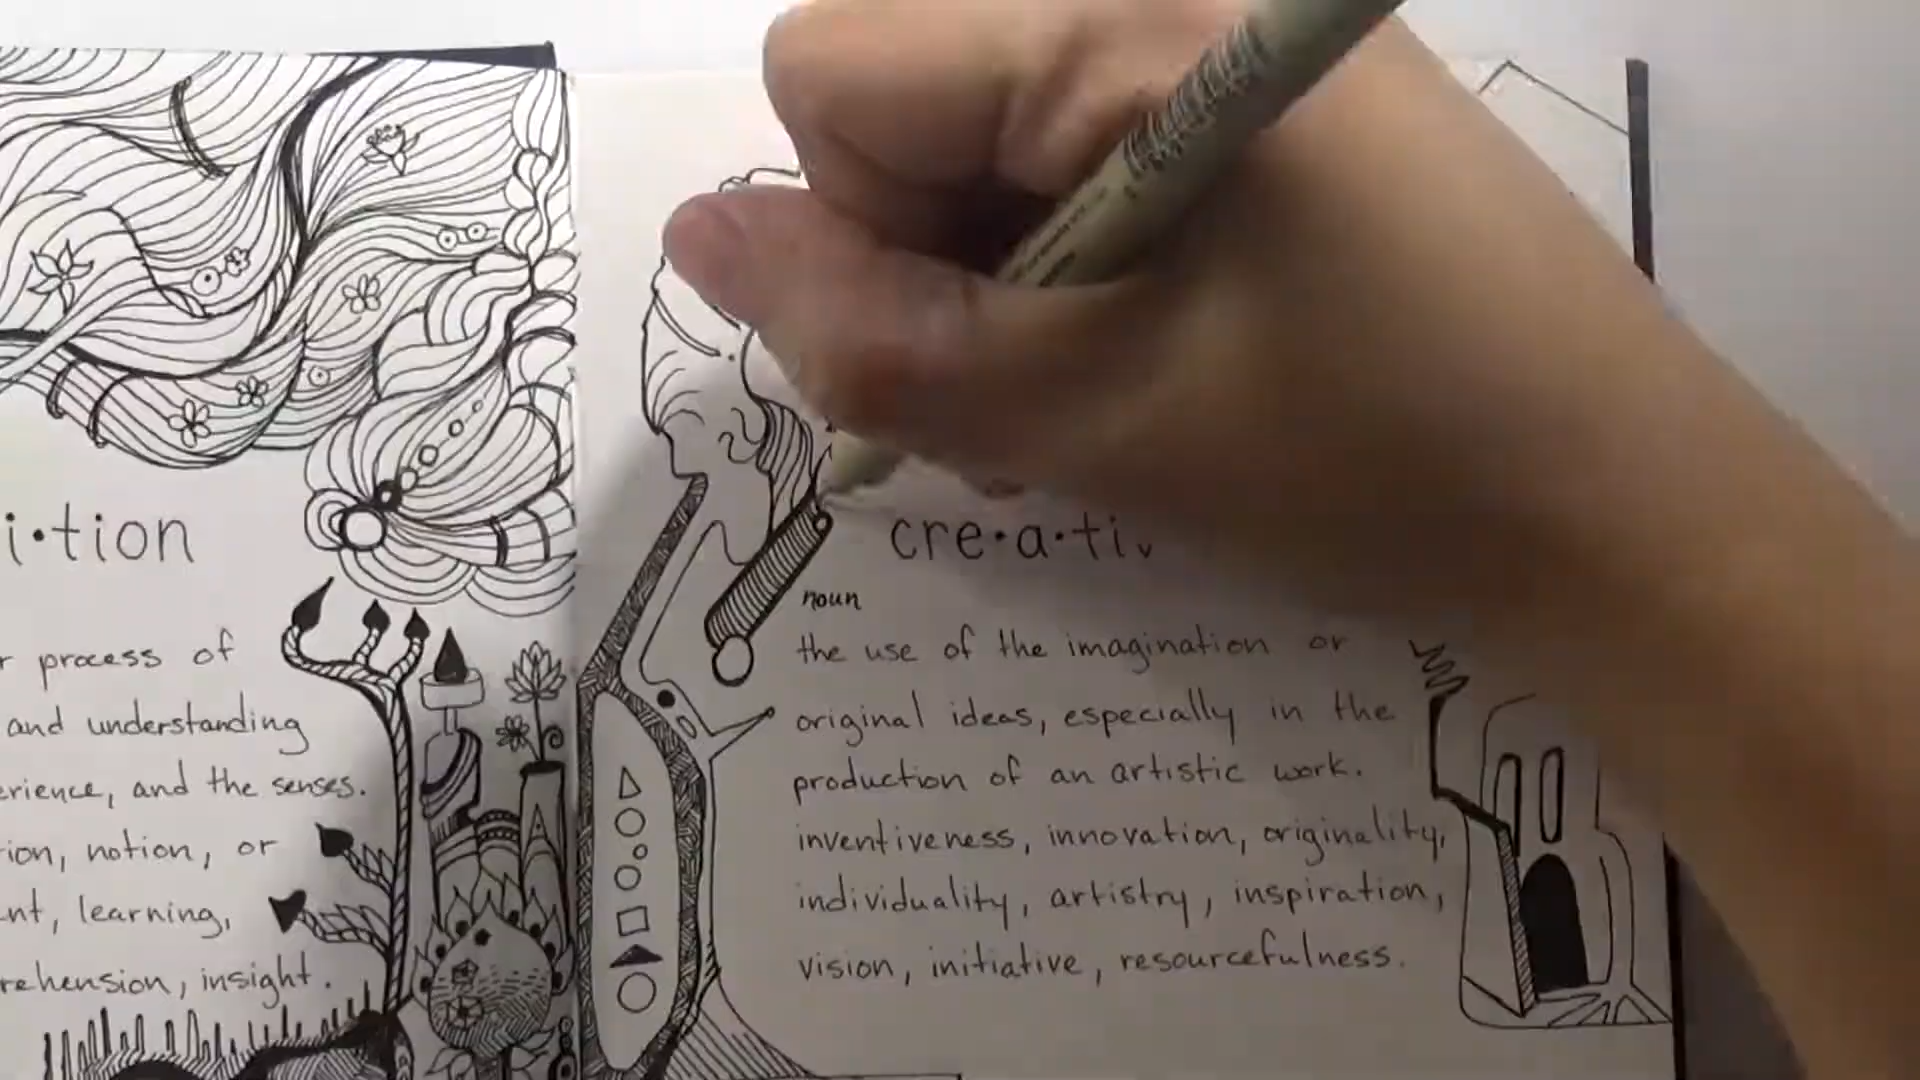 i·tion
process of
and understanding
erience, and the senses.
ion, notion, or
nt, learning,
rehension, insight.
cre·a·tiv
noun
the use of the imagination or
original ideas, especially in the
production of an artistic work.
inventiveness, innovation, originality,
individuality, artistry, inspiration,
vision, initiative, resourcefulness.